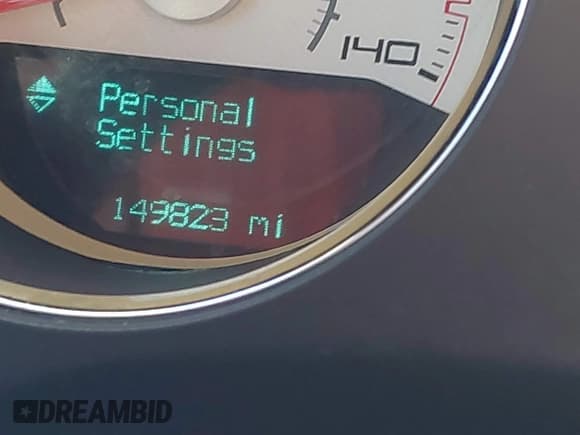 140
Personal
Settings
149823 mi
DREAMBID